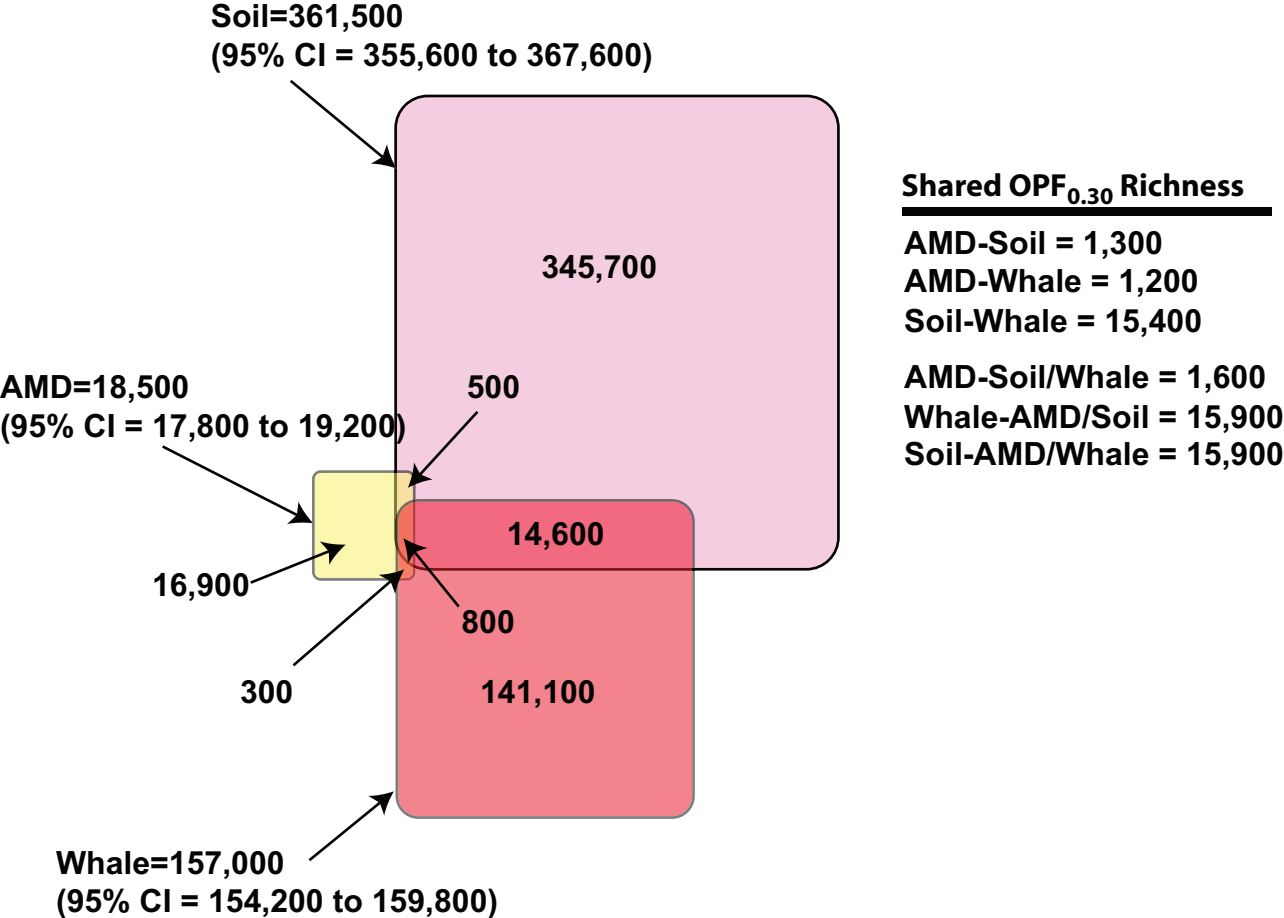 Soil=361,500
(95% CI = 355,600 to 367,600)
Shared OPF0.30 Richness
AMD-Soil = 1,300
AMD-Whale = 1,200
Soil-Whale = 15,400
AMD-Soil/Whale = 1,600
Whale-AMD/Soil = 15,900
Soil-AMD/Whale = 15,900
345,700
AMD=18,500
(95% CI = 17,800 to 19,200)
500
14,600
16,900
800
300
141,100
Whale=157,000
(95% CI = 154,200 to 159,800)